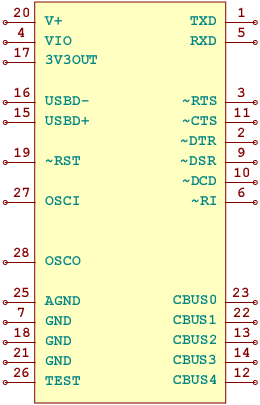 20 V+ TXD 1
4 VIO RXD 5
17 3V3OUT
16 USBD- ~RTS 3
15 USBD+ ~CTS 11
~DTR 2
19 ~RST ~DSR 9
~DCD 10
27 OSCI ~RI 6
28 OSCO
25 AGND CBUS0 23
7 GND CBUS1 22
18 GND CBUS2 13
21 GND CBUS3 14
26 TEST CBUS4 12